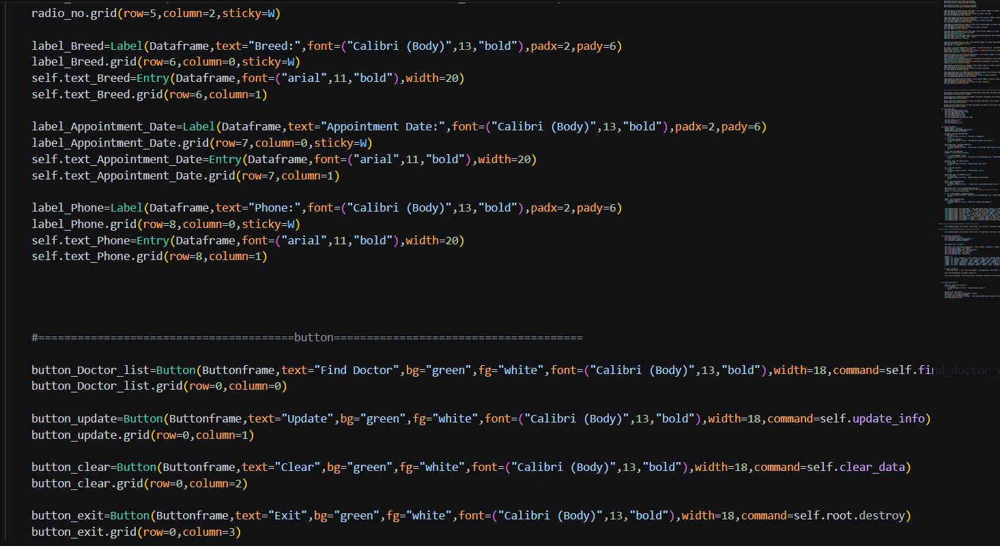 radio_no.grid(row=5,column=2,sticky=W)
label_Breed=Label(Dataframe,text="Breed:",font=("Calibri (Body)",13,"bold"),padx=2,pady=6)
label_Breed.grid(row=6,column=0,sticky=W)
self.text_Breed=Entry(Dataframe,font=("arial",11,"bold"),width=20)
self.text_Breed.grid(row=6,column=1)
label_Appointment_Date=Label(Dataframe,text="Appointment Date:",font=("Calibri (Body)",13,"bold"),padx=2,pady=6)
label_Appointment_Date.grid(row=7,column=0,sticky=W)
self.text_Appointment_Date=Entry(Dataframe,font=("arial",11,"bold"),width=20)
self.text_Appointment_Date.grid(row=7,column=1)
label_Phone=Label(Dataframe,text="Phone:",font=("Calibri (Body)",13,"bold"),padx=2,pady=6)
label_Phone.grid(row=8,column=0,sticky=W)
self.text_Phone=Entry(Dataframe,font=("arial",11,"bold"),width=20)
self.text_Phone.grid(row=8,column=1)
#=======================================button======================================
button_Doctor_list=Button(Buttonframe,text="Find Doctor",bg="green",fg="white",font=("Calibri (Body)",13,"bold"),width=18,command=self.find_doctor_
button_Doctor_list.grid(row=0,column=0)
button_update=Button(Buttonframe,text="Update",bg="green",fg="white",font=("Calibri (Body)",13,"bold"),width=18,command=self.update_info)
button_update.grid(row=0,column=1)
button_clear=Button(Buttonframe,text="Clear",bg="green",fg="white",font=("Calibri (Body)",13,"bold"),width=18,command=self.clear_data)
button_clear.grid(row=0,column=2)
button_exit=Button(Buttonframe,text="Exit",bg="green",fg="white",font=("Calibri (Body)",13,"bold"),width=18,command=self.root.destroy)
button_exit.grid(row=0,column=3)